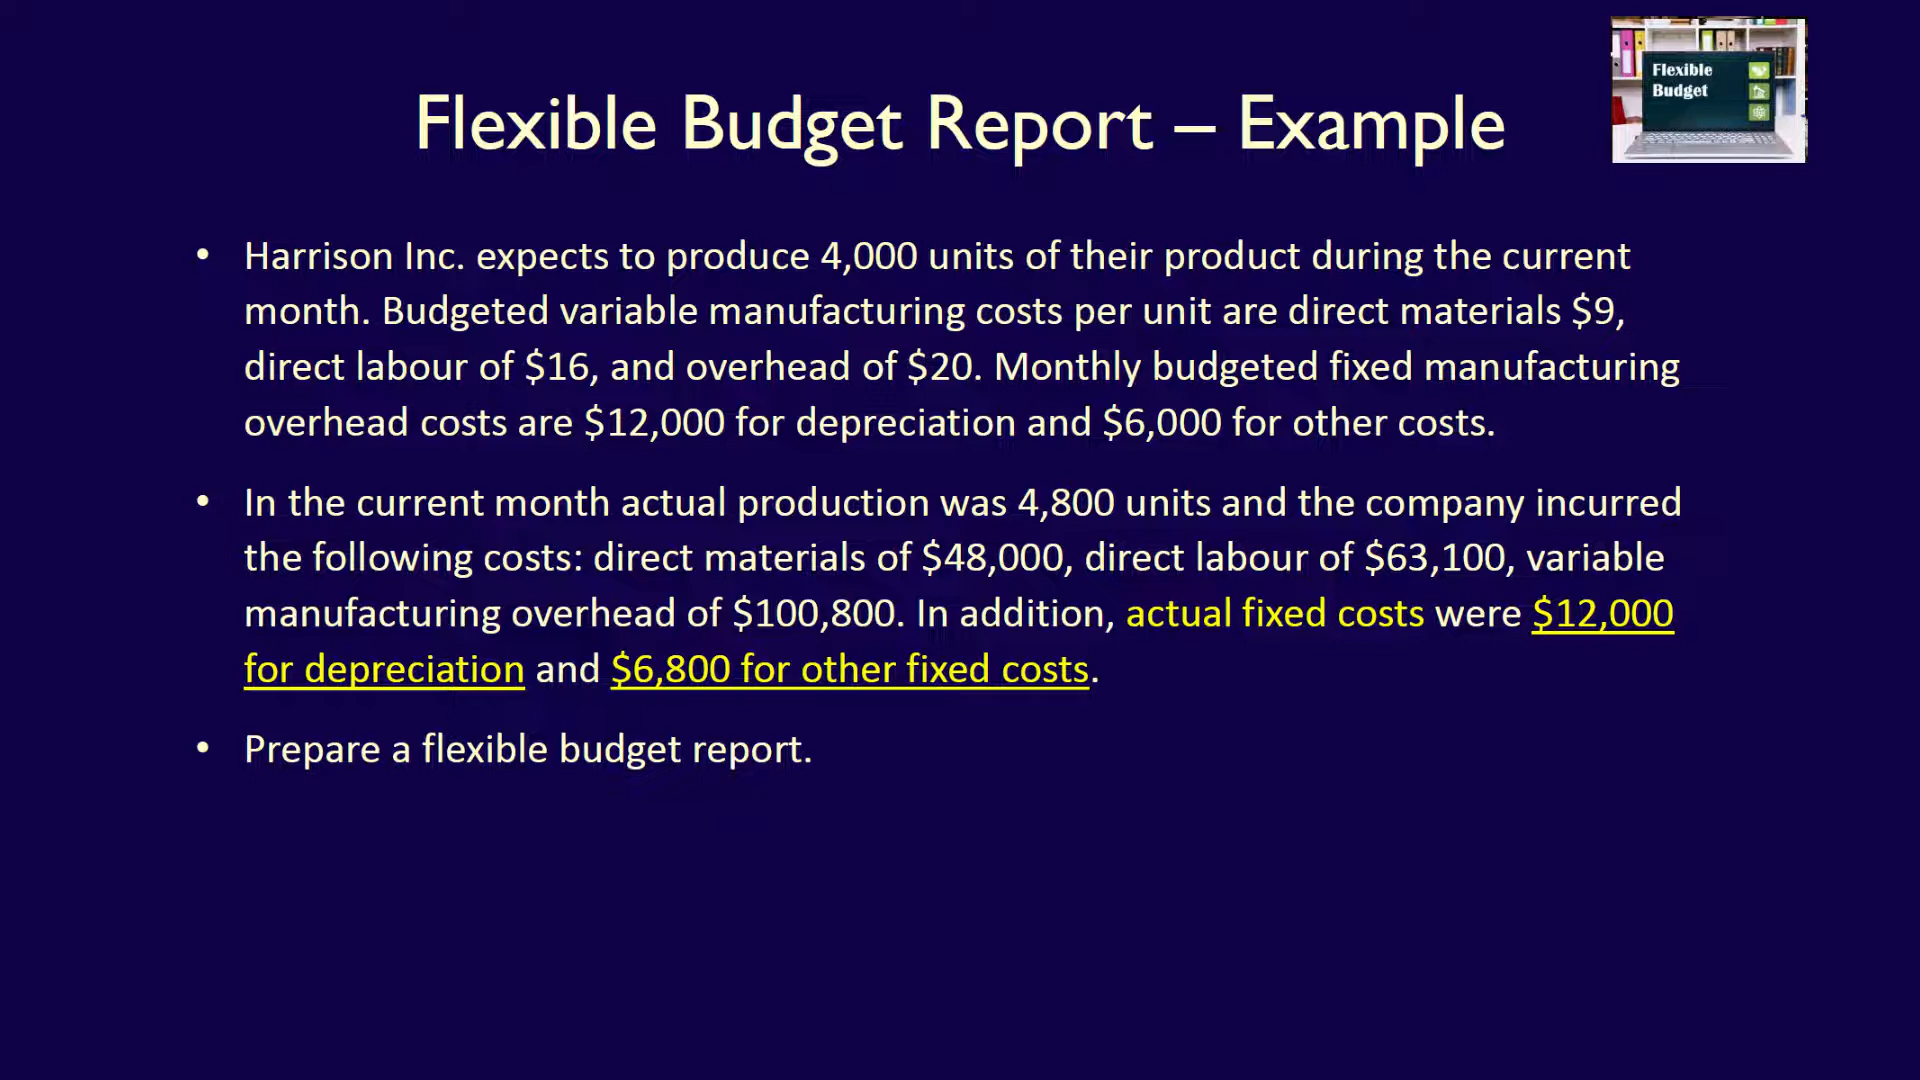 Flexible
Budget
Flexible Budget Report – Example
• Harrison Inc. expects to produce 4,000 units of their product during the current
month. Budgeted variable manufacturing costs per unit are direct materials $9,
direct labour of $16, and overhead of $20. Monthly budgeted fixed manufacturing
overhead costs are $12,000 for depreciation and $6,000 for other costs.
• In the current month actual production was 4,800 units and the company incurred
the following costs: direct materials of $48,000, direct labour of $63,100, variable
manufacturing overhead of $100,800. In addition, actual fixed costs were $12,000
for depreciation and $6,800 for other fixed costs.
• Prepare a flexible budget report.